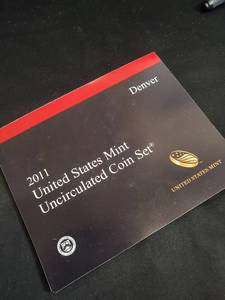 Denver
2011
United States Mint
Uncirculated Coin Set®
UNITED STATES MINT